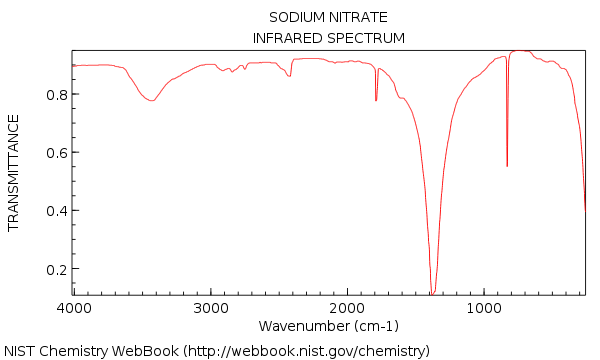 SODIUM NITRATE
INFRARED SPECTRUM
TRANSMITTANCE
0.8
0.6
0.4
0.2
4000 3000 2000 1000
Wavenumber (cm-1)
NIST Chemistry WebBook (http://webbook.nist.gov/chemistry)